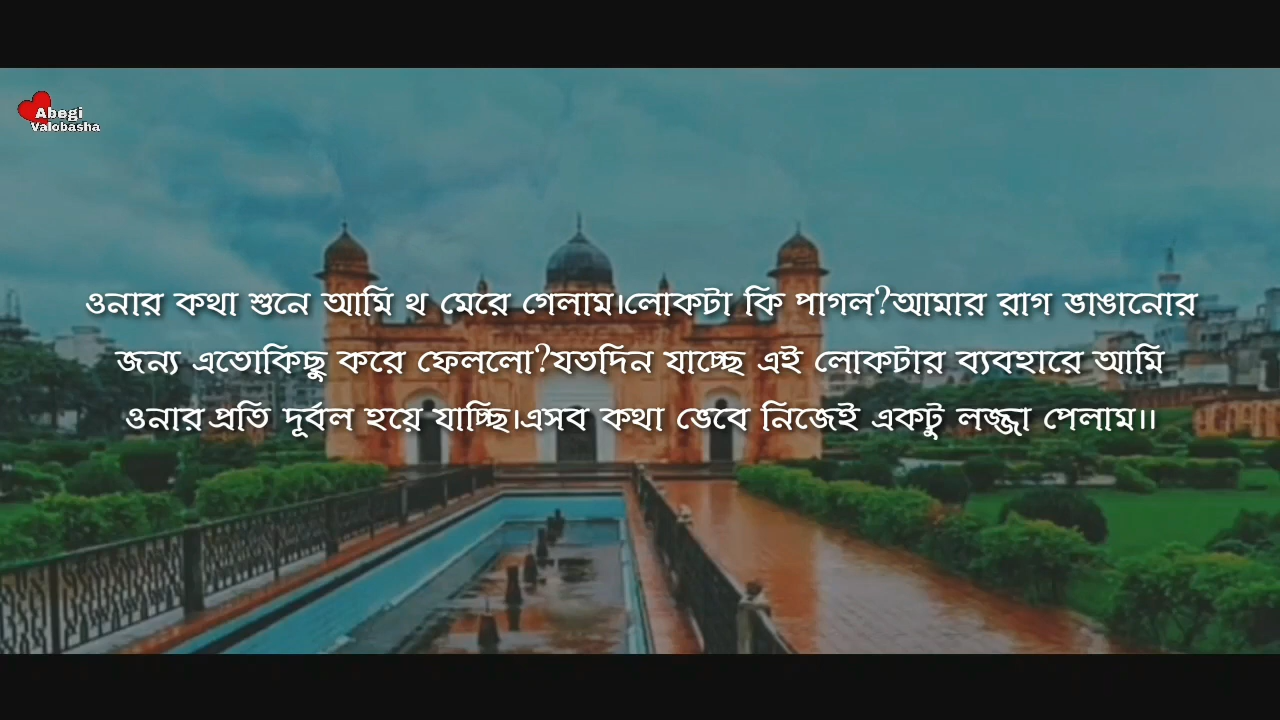 Abegi
Valobasha
ওনার কথা শুনে আমি থ মেরে গেলাম।লোকটা কি পাগল?আমার রাগ ভাঙানোর
জন্য এতোকিছু করে ফেললো?যতদিন যাচ্ছে এই লোকটার ব্যবহারে আমি
ওনার প্রতি দূর্বল হয়ে যাচ্ছি।এসব কথা ভেবে নিজেই একটু লজ্জা পেলাম।।